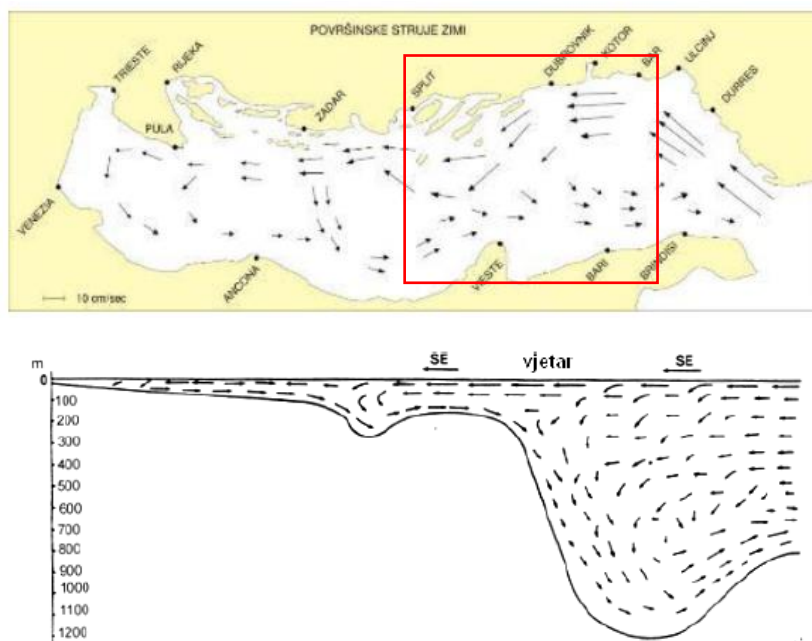 POVRŠINSKE STRUJE ZIMI
TRIESTE
RIJEKA
PULA
ZADAR
SPLIT
DUBROVNIK
KOTOR
BAR
ULCINJ
DURRES
VENEZIA
ANCONA
VIESTE
BARI
BRINDISI
10 cm/sec
m
SE
vjetar
SE
0
100
200
300
400
500
600
700
800
900
1000
1100
1200